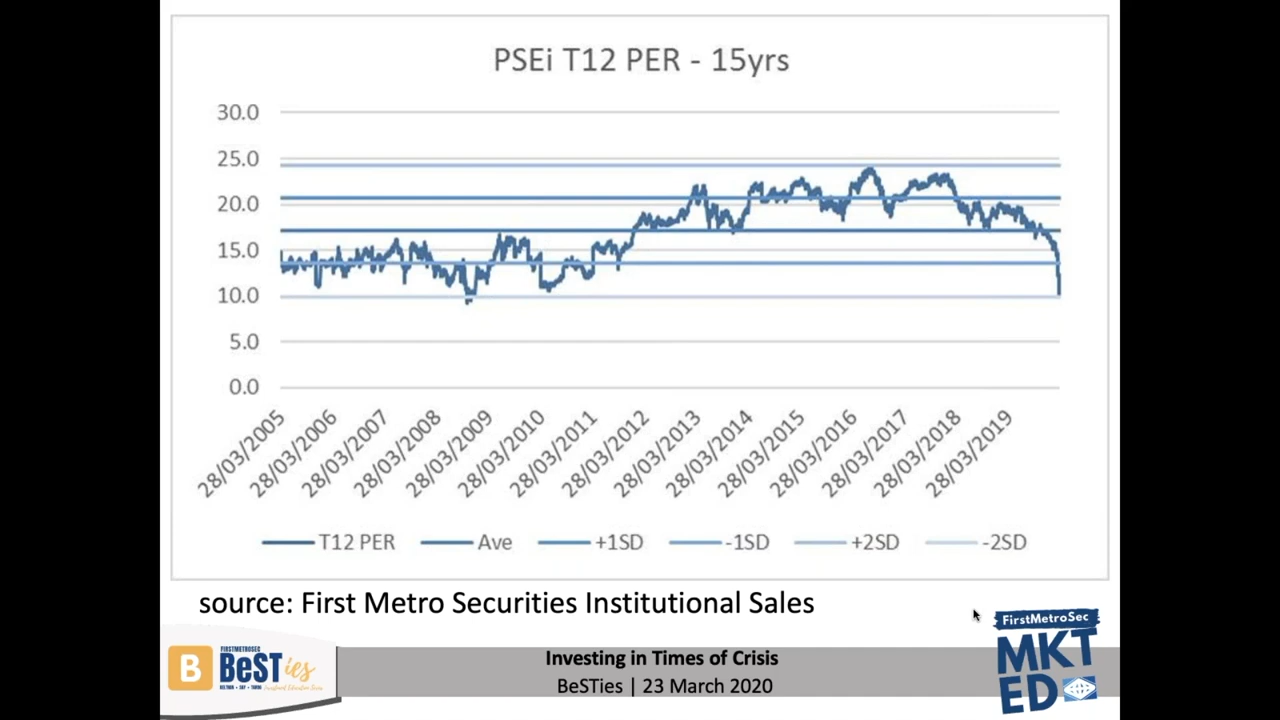 PSEi T12 PER - 15yrs
30.0
25.0
20.0
15.0
10.0
5.0
0.0
28/03/2005
28/03/2006
28/03/2007
28/03/2008
28/03/2009
28/03/2010
28/03/2011
28/03/2012
28/03/2013
28/03/2014
28/03/2015
28/03/2016
28/03/2017
28/03/2018
28/03/2019
T12 PER Ave +1SD -1SD +2SD -2SD
source: First Metro Securities Institutional Sales
FirstMetroSec
MKT
ED
B
FIRSTMETROSEC
BeSTies
Investing in Times of Crisis
BeSTies | 23 March 2020